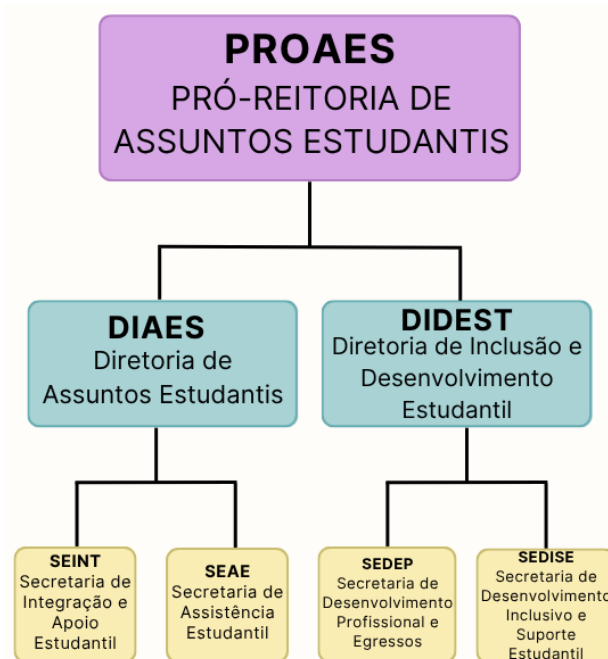 PROAES
PRÓ-REITORIA DE
ASSUNTOS ESTUDANTIS
DIAES
Diretoria de
Assuntos Estudantis
DIDEST
Diretoria de Inclusão e
Desenvolvimento
Estudantil
SEINT
Secretaria de
Integração e
Apoio
Estudantil
SEAE
Secretaria de
Assistência
Estudantil
SEDEP
Secretaria de
Desenvolvimento
Profissional e
Egressos
SEDISE
Secretaria de
Desenvolvimento
Inclusivo e
Suporte
Estudantil